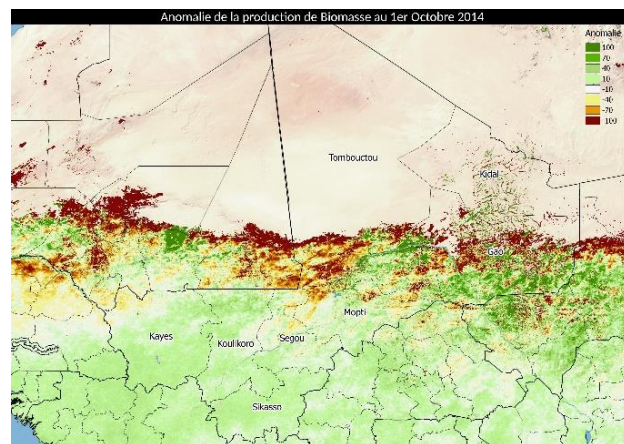 Anomalie de la production de Biomasse au 1er Octobre 2014
Anomalie
100
70
40
10
-10
-40
-70
-100
Tombouctou
Kidal
Gao
Mopti
Kayes
Koulikoro
Segou
Sikasso